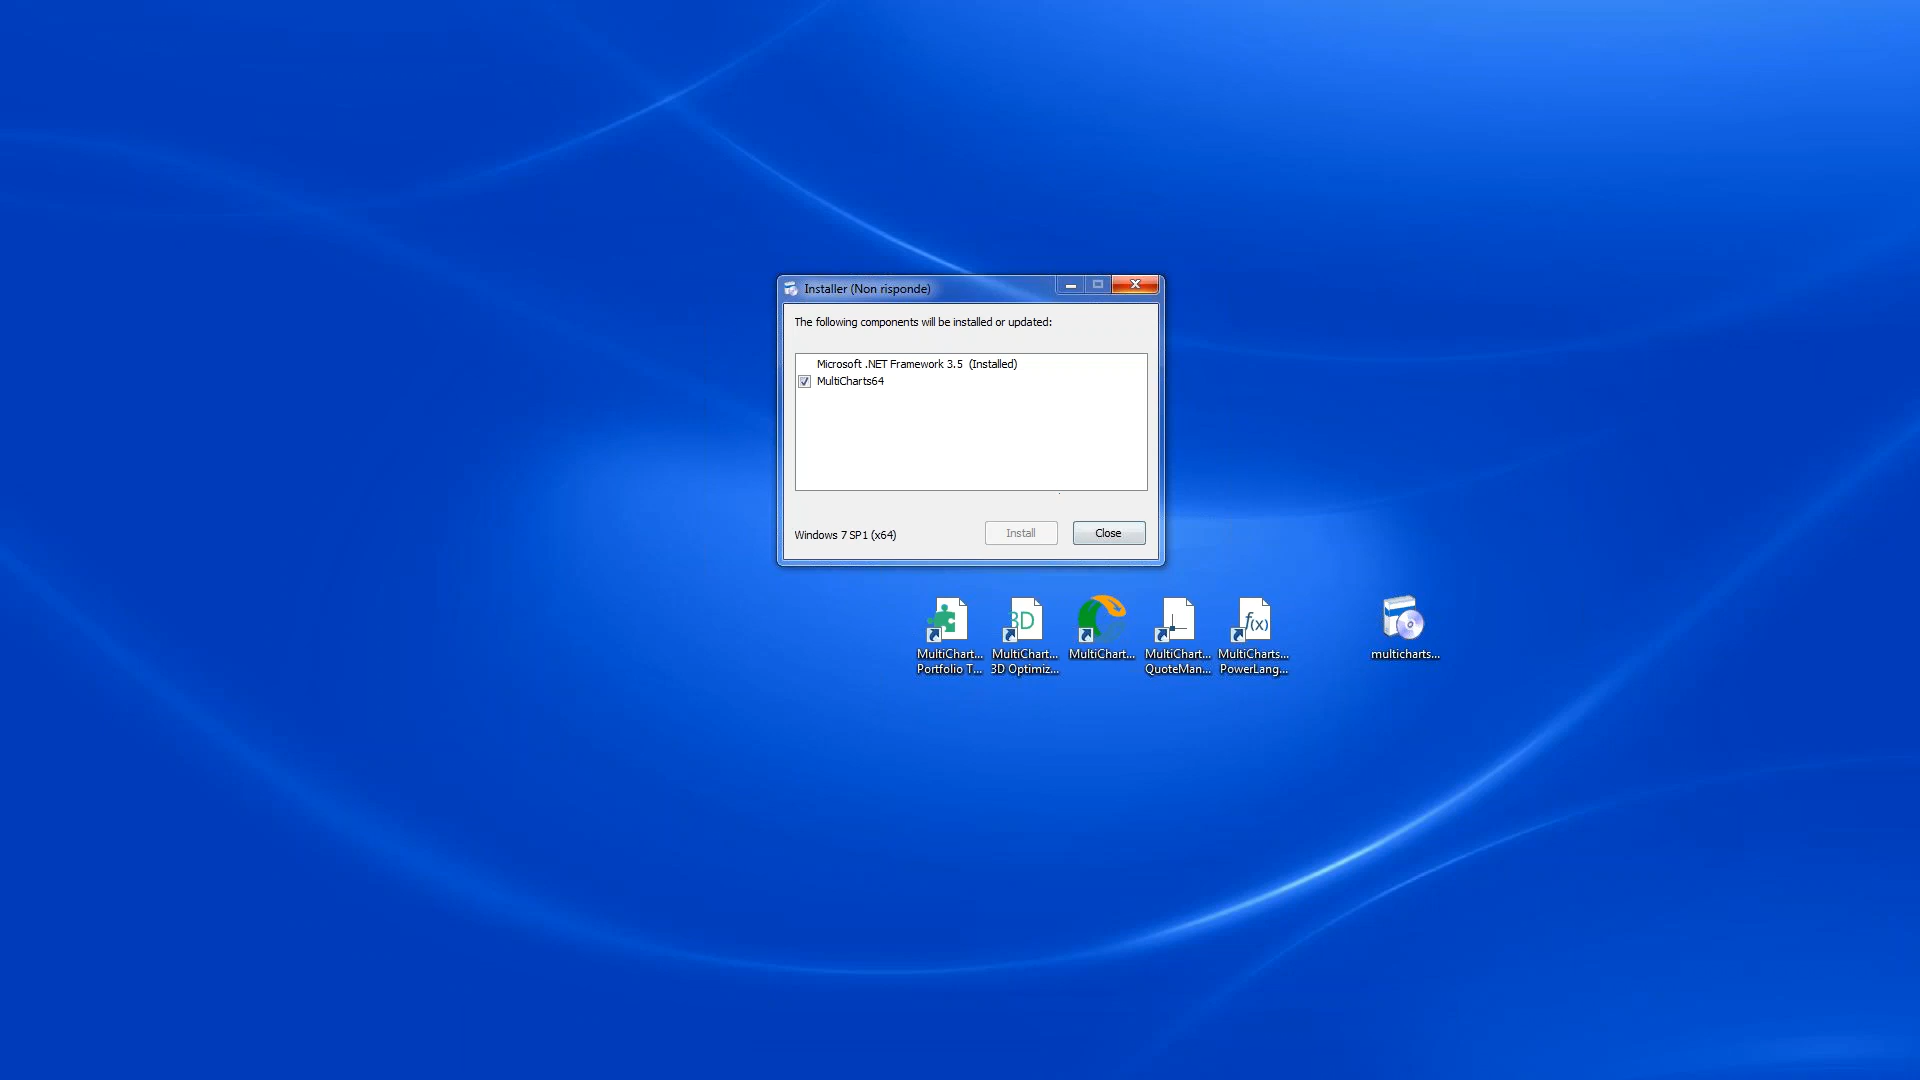 Installer (Non risponde)
The following components will be installed or updated:
Microsoft .NET Framework 3.5 (Installed)
MultiCharts64
Windows 7 SP1 (x64)
Install
Close
3D
f(x)
MultiChart...
Portfolio T...
MultiChart...
3D Optimiz...
MultiChart...
MultiChart...
QuoteMan...
MultiCharts...
PowerLang...
multicharts...